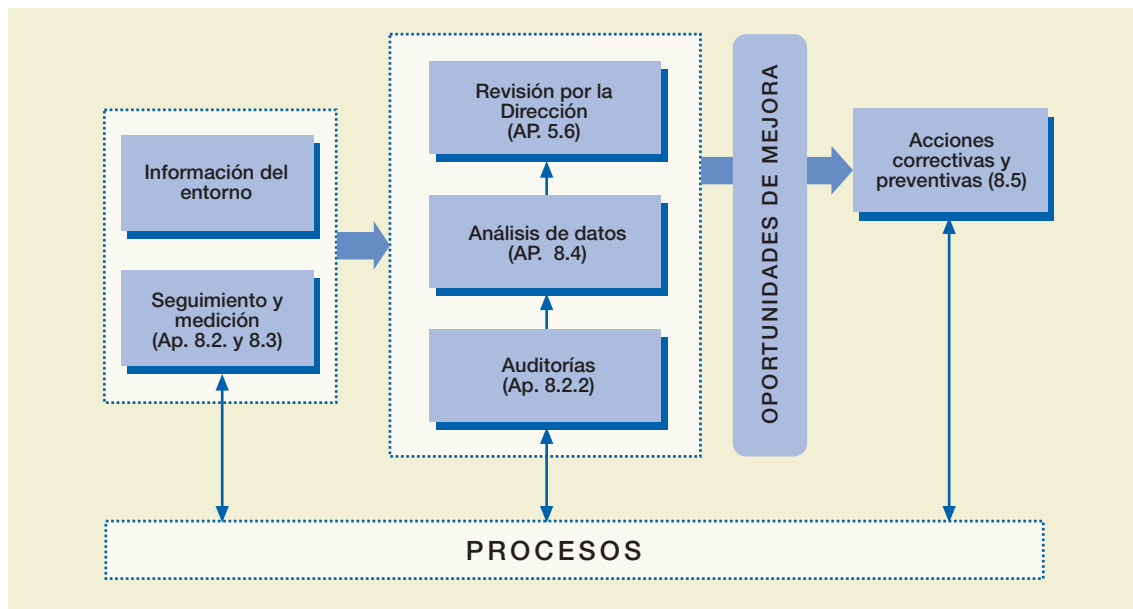 Información del
entorno
Seguimiento y
medición
(Ap. 8.2. y 8.3)
Revisión por la
Dirección
(AP. 5.6)
Análisis de datos
(AP. 8.4)
Auditorías
(Ap. 8.2.2)
OPORTUNIDADES DE MEJORA
Acciones
correctivas y
preventivas (8.5)
PROCESOS